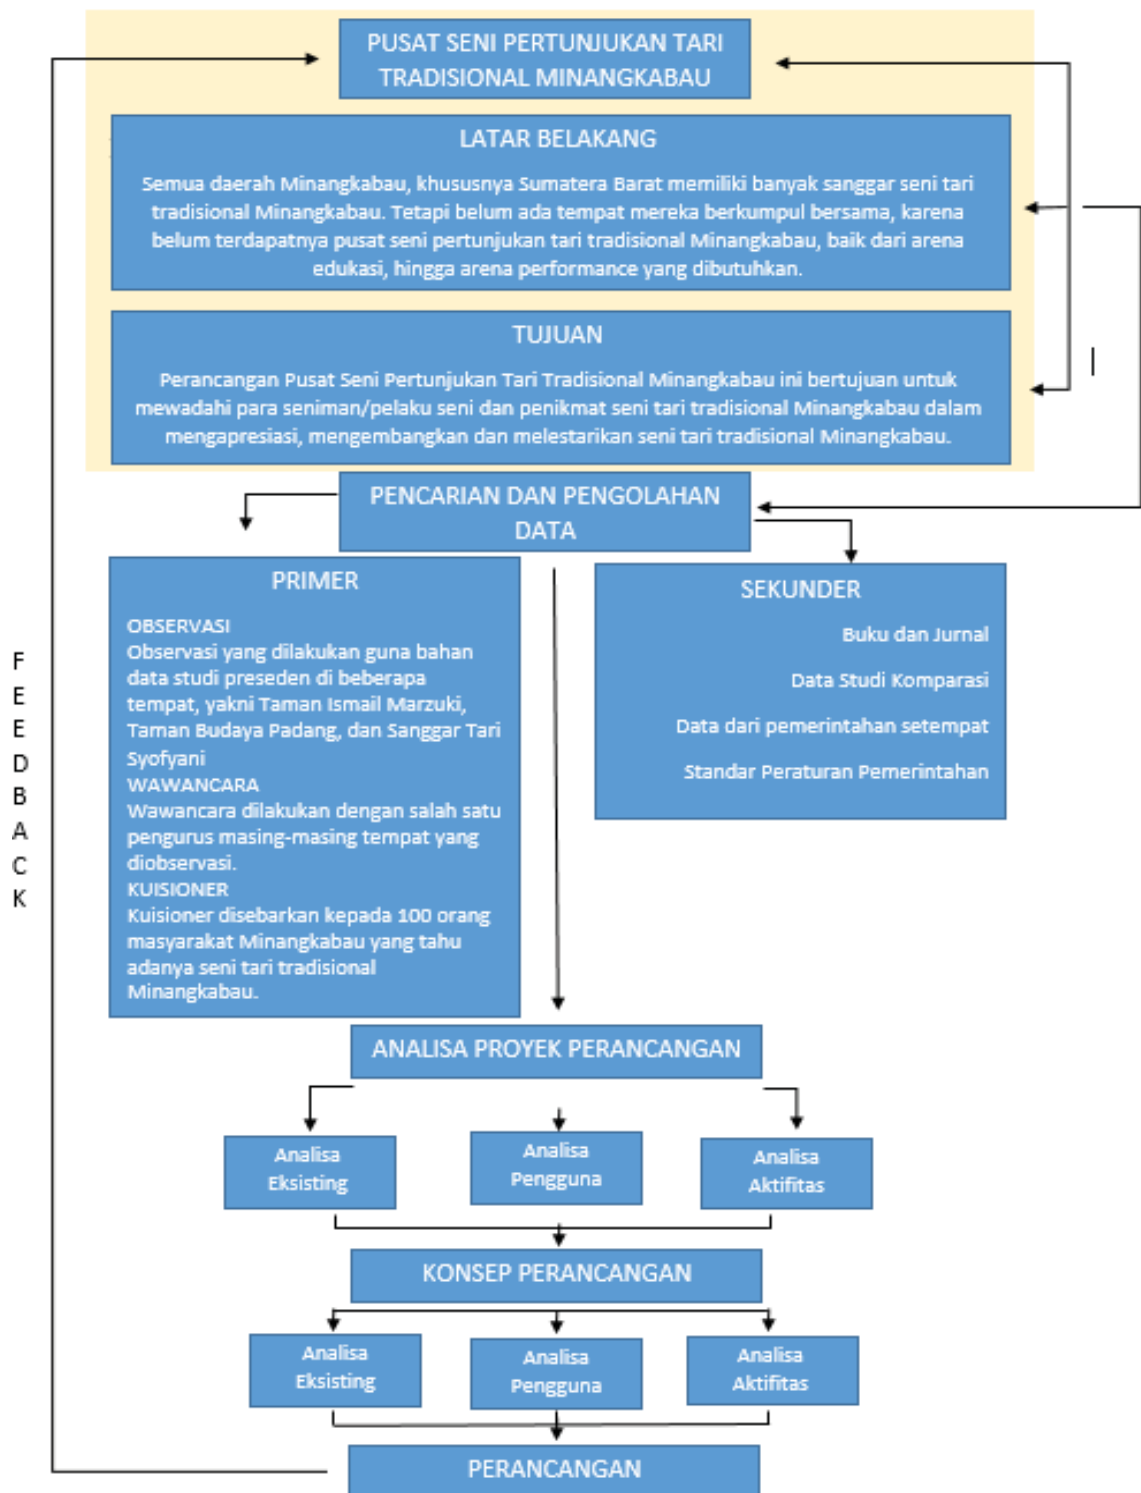 PUSAT SENI PERTUNJUKAN TARI
TRADISIONAL MINANGKABAU
LATAR BELAKANG
Semua daerah Minangkabau, khususnya Sumatera Barat memiliki banyak sanggar seni tari
tradisional Minangkabau. Tetapi belum ada tempat mereka berkumpul bersama, karena
belum terdapatnya pusat seni pertunjukan tari tradisional Minangkabau, baik dari arena
edukasi, hingga arena performance yang dibutuhkan.
TUJUAN
Perancangan Pusat Seni Pertunjukan Tari Tradisional Minangkabau ini bertujuan untuk
mewadahi para seniman/pelaku seni dan penikmat seni tari tradisional Minangkabau dalam
mengapresiasi, mengembangkan dan melestarikan seni tari tradisional Minangkabau.
PENCARIAN DAN PENGOLAHAN
DATA
PRIMER
OBSERVASI
Observasi yang dilakukan guna bahan
data studi preseden di beberapa
tempat, yakni Taman Ismail Marzuki,
Taman Budaya Padang, dan Sanggar Tari
Syofyani
WAWANCARA
Wawancara dilakukan dengan salah satu
pengurus masing-masing tempat yang
diobservasi.
KUISIONER
Kuisioner disebarkan kepada 100 orang
masyarakat Minangkabau yang tahu
adanya seni tari tradisional
Minangkabau.
SEKUNDER
Buku dan Jurnal
Data Studi Komparasi
Data dari pemerintahan setempat
Standar Peraturan Pemerintahan
F
E
E
D
B
A
C
K
ANALISA PROYEK PERANCANGAN
Analisa
Eksisting
Analisa
Pengguna
Analisa
Aktifitas
KONSEP PERANCANGAN
Analisa
Eksisting
Analisa
Pengguna
Analisa
Aktifitas
PERANCANGAN